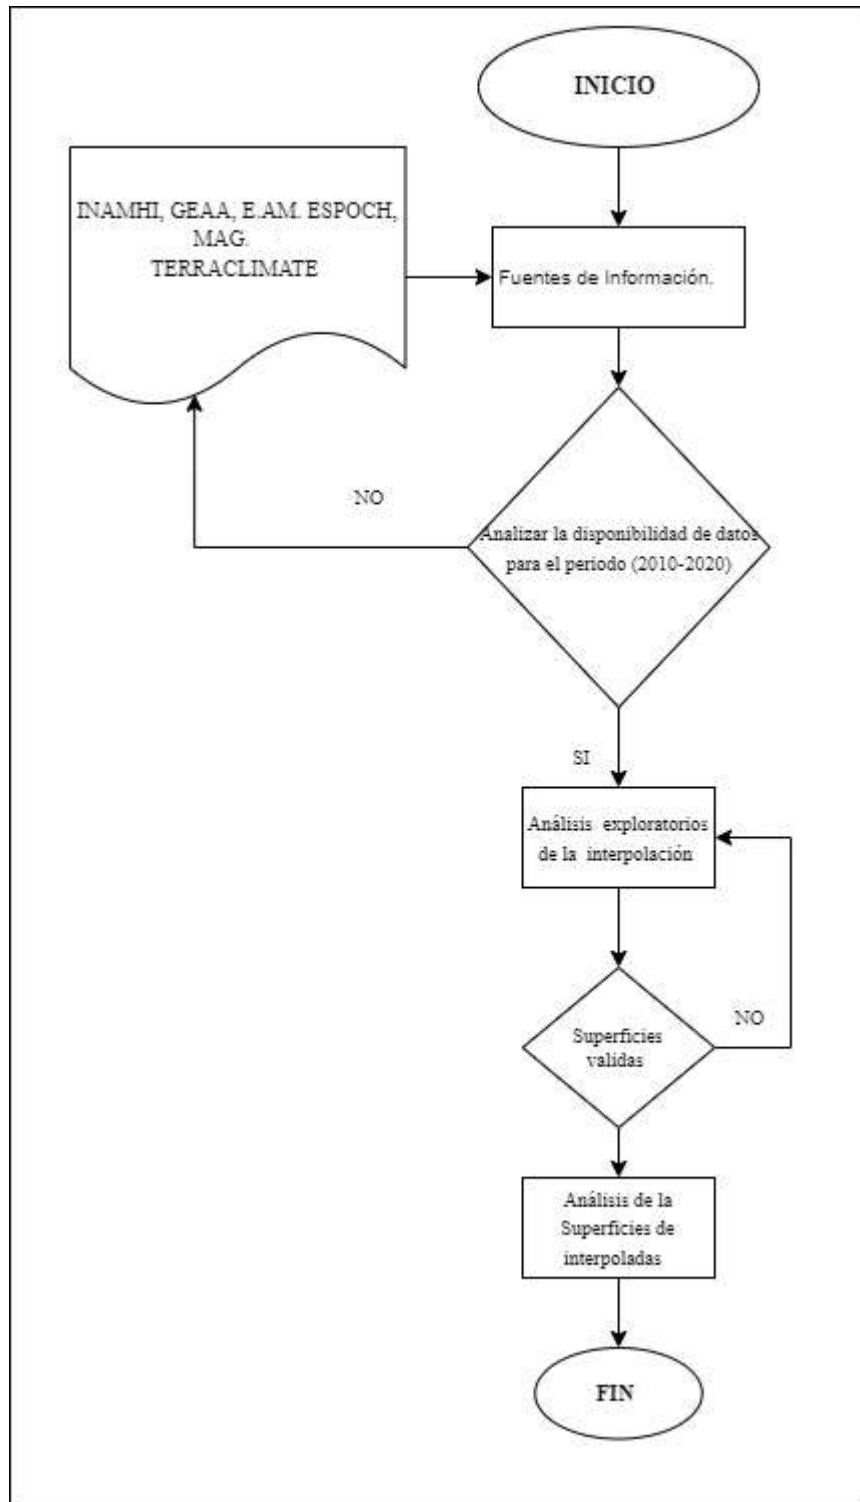 INICIO
INAMHI, GEAA, E.AM. ESPOCH,
MAG.
TERRACLIMATE
Fuentes de Información.
NO
Analizar la disponibilidad de datos
para el periodo (2010-2020)
SI
Análisis exploratorios
de la interpolación
NO
Superficies
validas
Análisis de la
Superficies de
interpoladas
FIN